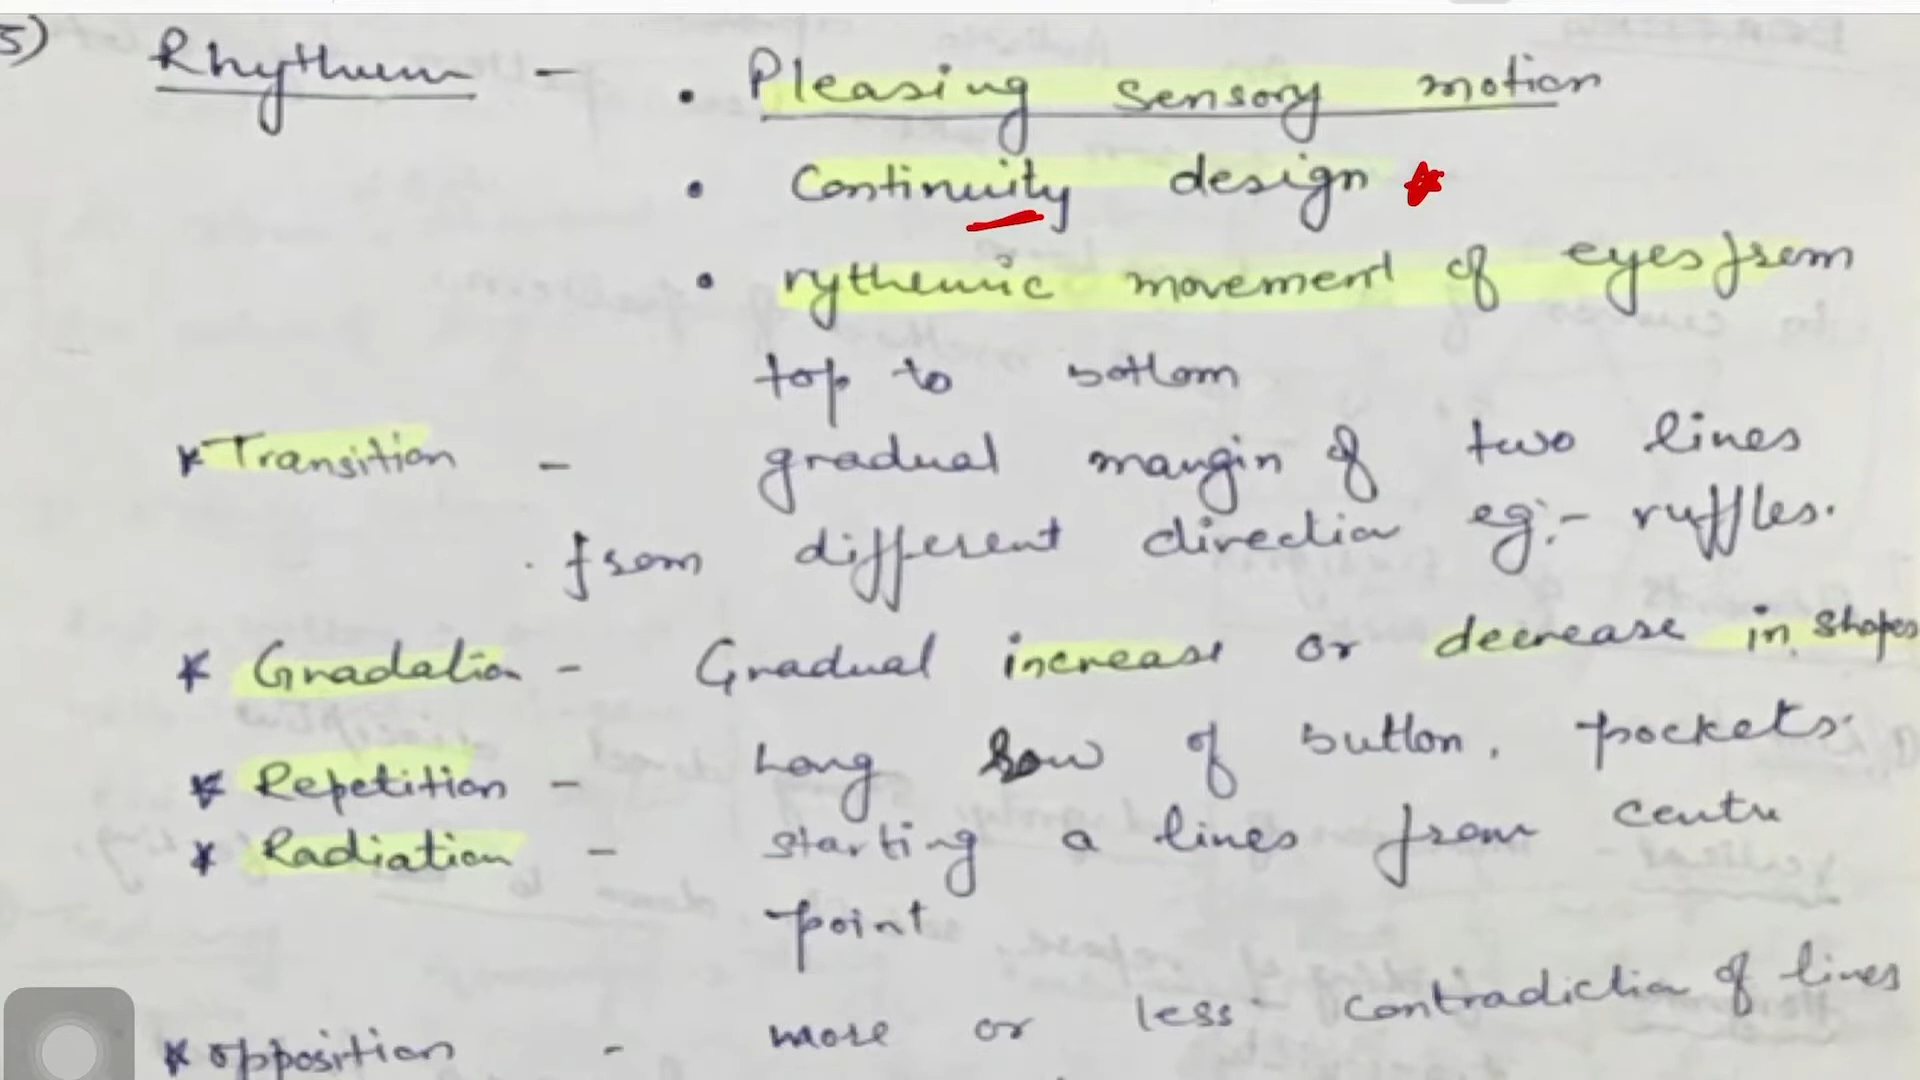 5) Rhythum - • Pleasing sensory motion
• Continuity design
• rythemic movement of eyes from
top to bottom
* Transition - gradual margin of two lines
from different direction eg:- ruffles.
* Gradation - Gradual increase or decrease in shapes
* Repetition - Long Row of button, pockets.
* Radiation - starting a lines from centre
point
* opposition - more or less contradiction of lines